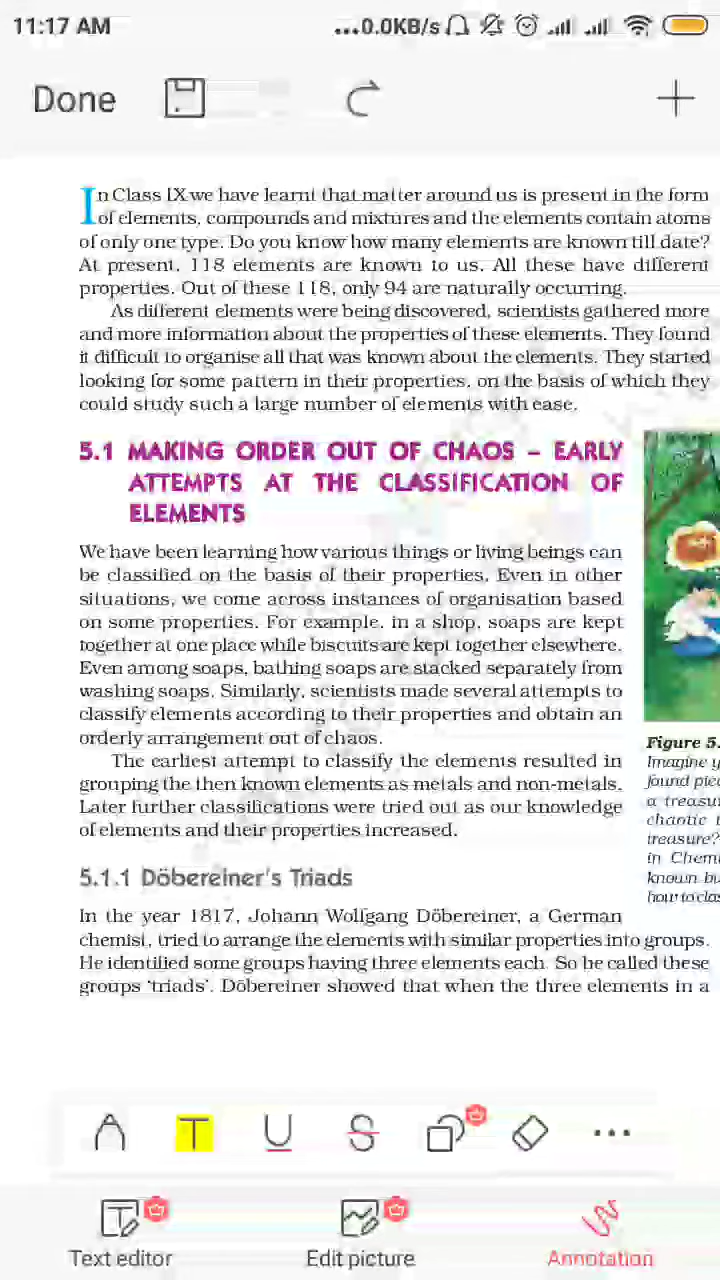 11:17 AM
...0.0KB/s
Done
In Class IX we have learnt that matter around us is present in the form
of elements, compounds and mixtures and the elements contain atoms
of only one type. Do you know how many elements are known till date?
At present, 118 elements are known to us. All these have different
properties. Out of these 118, only 94 are naturally occurring.
As different elements were being discovered, scientists gathered more
and more information about the properties of these elements. They found
it difficult to organise all that was known about the elements. They started
looking for some pattern in their properties, on the basis of which they
could study such a large number of elements with ease.
5.1 MAKING ORDER OUT OF CHAOS – EARLY
ATTEMPTS AT THE CLASSIFICATION OF
ELEMENTS
We have been learning how various things or living beings can
be classified on the basis of their properties. Even in other
situations, we come across instances of organisation based
on some properties. For example, in a shop, soaps are kept
together at one place while biscuits are kept together elsewhere.
Even among soaps, bathing soaps are stacked separately from
washing soaps. Similarly, scientists made several attempts to
classify elements according to their properties and obtain an
orderly arrangement out of chaos.
The earliest attempt to classify the elements resulted in
grouping the then known elements as metals and non-metals.
Later further classifications were tried out as our knowledge
of elements and their properties increased.
Figure 5.
Imagine y
found piec
a treasur
chaotic t
treasure?
in Chem
known bu
how to clas
5.1.1 Döbereiner's Triads
In the year 1817, Johann Wolfgang Döbereiner, a German
chemist, tried to arrange the elements with similar properties into groups.
He identified some groups having three elements each. So he called these
groups 'triads'. Döbereiner showed that when the three elements in a
T U S
Text editor
Edit picture
Annotation